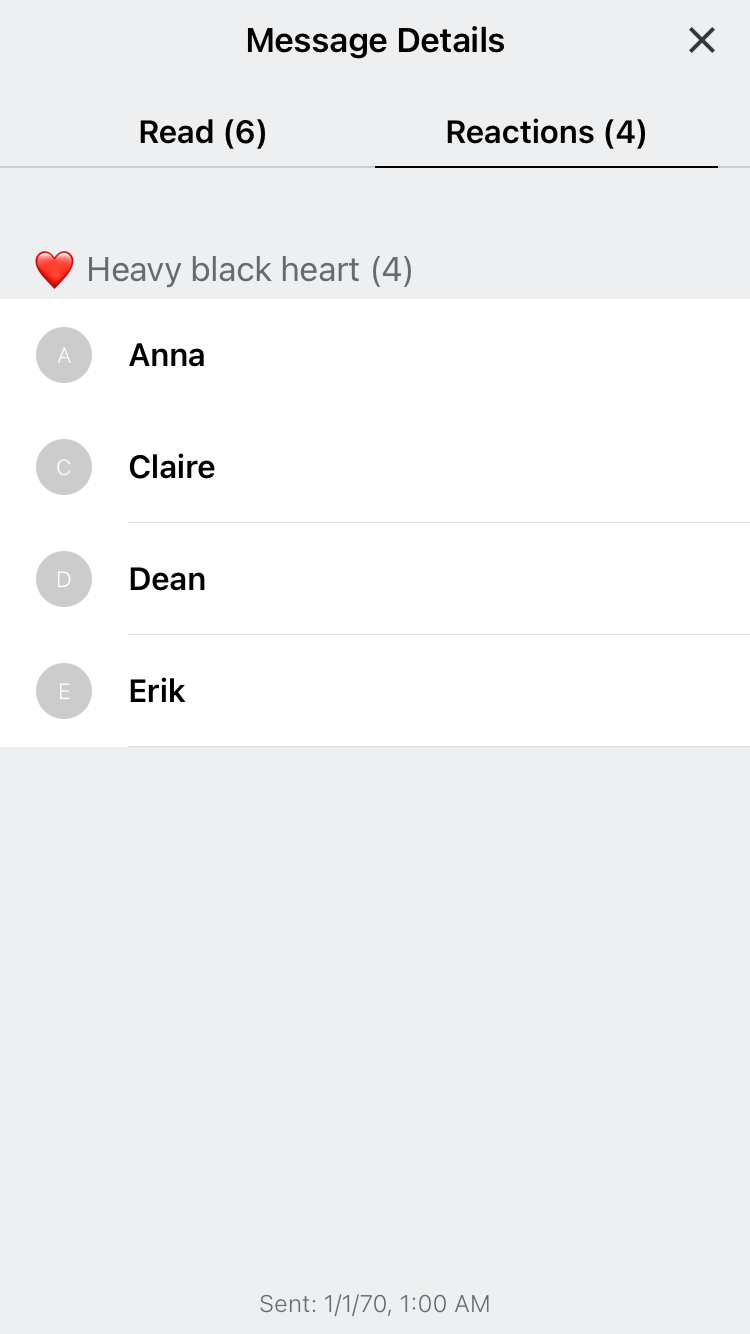 Message Details
Read (6)
Reactions (4)
❤️ Heavy black heart (4)
A
Anna
C
Claire
D
Dean
E
Erik
Sent: 1/1/70, 1:00 AM